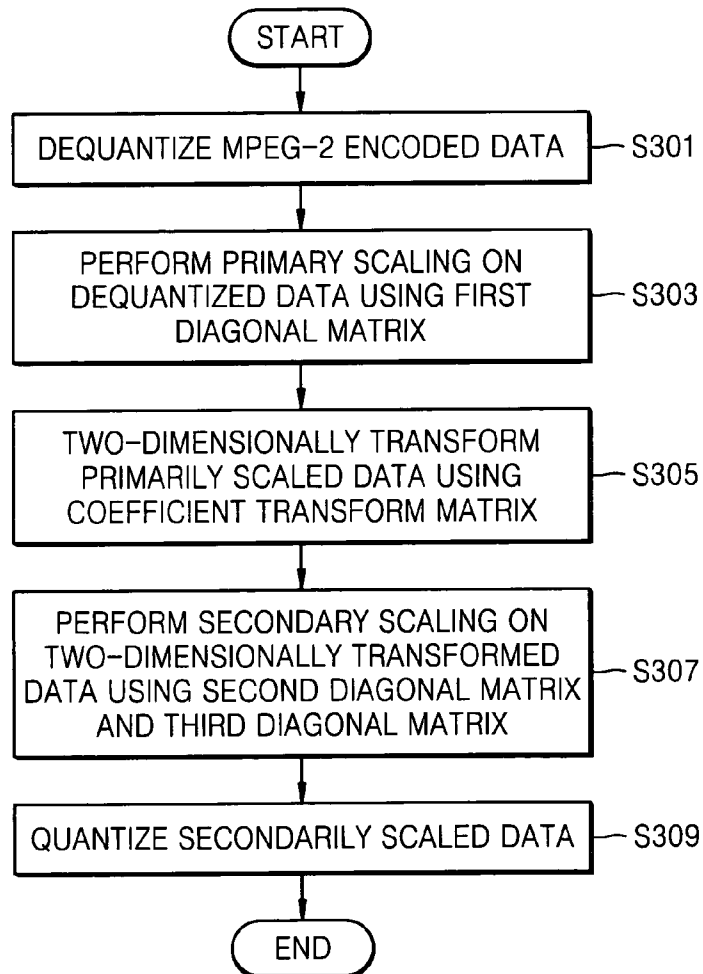 START
DEQUANTIZE MPEG-2 ENCODED DATA
S301
PERFORM PRIMARY SCALING ON
DEQUANTIZED DATA USING FIRST
DIAGONAL MATRIX
S303
TWO-DIMENSIONALLY TRANSFORM
PRIMARILY SCALED DATA USING
COEFFICIENT TRANSFORM MATRIX
S305
PERFORM SECONDARY SCALING ON
TWO-DIMENSIONALLY TRANSFORMED
DATA USING SECOND DIAGONAL MATRIX
AND THIRD DIAGONAL MATRIX
S307
QUANTIZE SECONDARILY SCALED DATA
S309
END